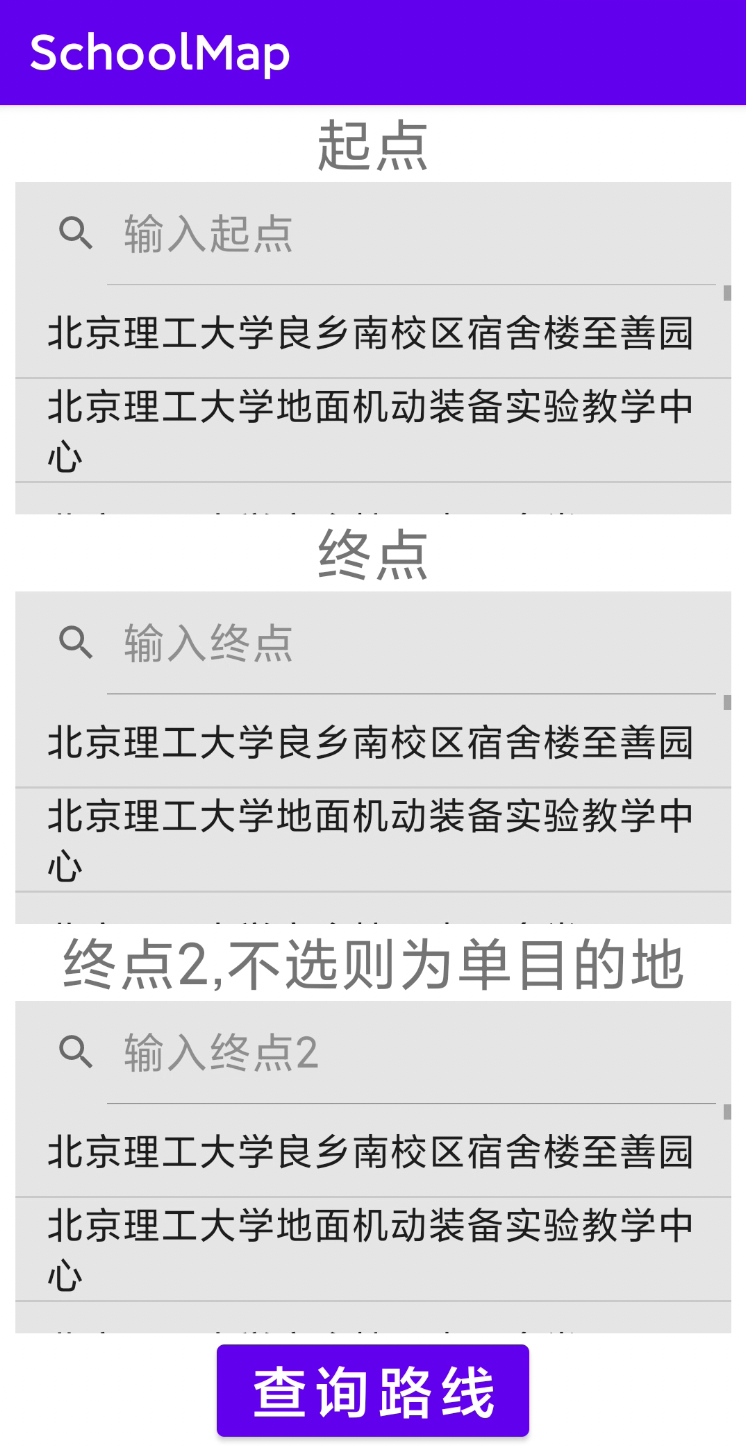 SchoolMap
起点
输入起点
北京理工大学良乡南校区宿舍楼至善园
北京理工大学地面机动装备实验教学中
心
终点
输入终点
北京理工大学良乡南校区宿舍楼至善园
北京理工大学地面机动装备实验教学中
心
终点2,不选则为单目的地
输入终点2
北京理工大学良乡南校区宿舍楼至善园
北京理工大学地面机动装备实验教学中
心
查询路线